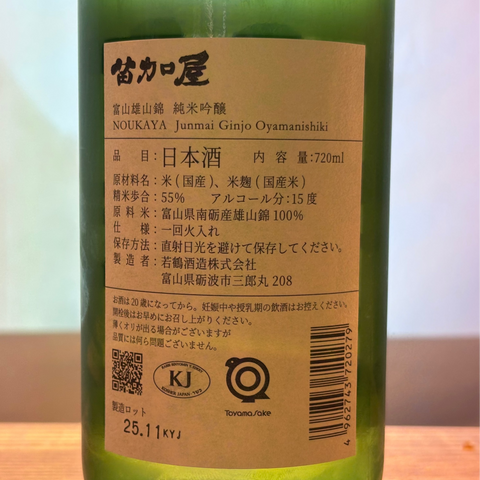 苗加屋
富山雄山錦 純米吟醸
NOUKAYA Junmai Ginjo Oyamanishiki
品目:日本酒 内容量:720ml
原材料名:米(国産)、米麹(国産米)
精米歩合:55% アルコール分:15度
原料米:富山県南砺産雄山錦100%
仕様:一回火入れ
保存方法:直射日光を避けて保存してください。
製造者:若鶴酒造株式会社
富山県砺波市三郎丸208
お酒は20歳になってから。妊娠中や授乳期の飲酒はお控えください。
開栓後はお早めにお召し上がりください。
薄くオリが出る場合がございますが
品質には何ら問題ございません。
KJ
Toyama/sake
製造ロット
25.11KYJ
4962743720279